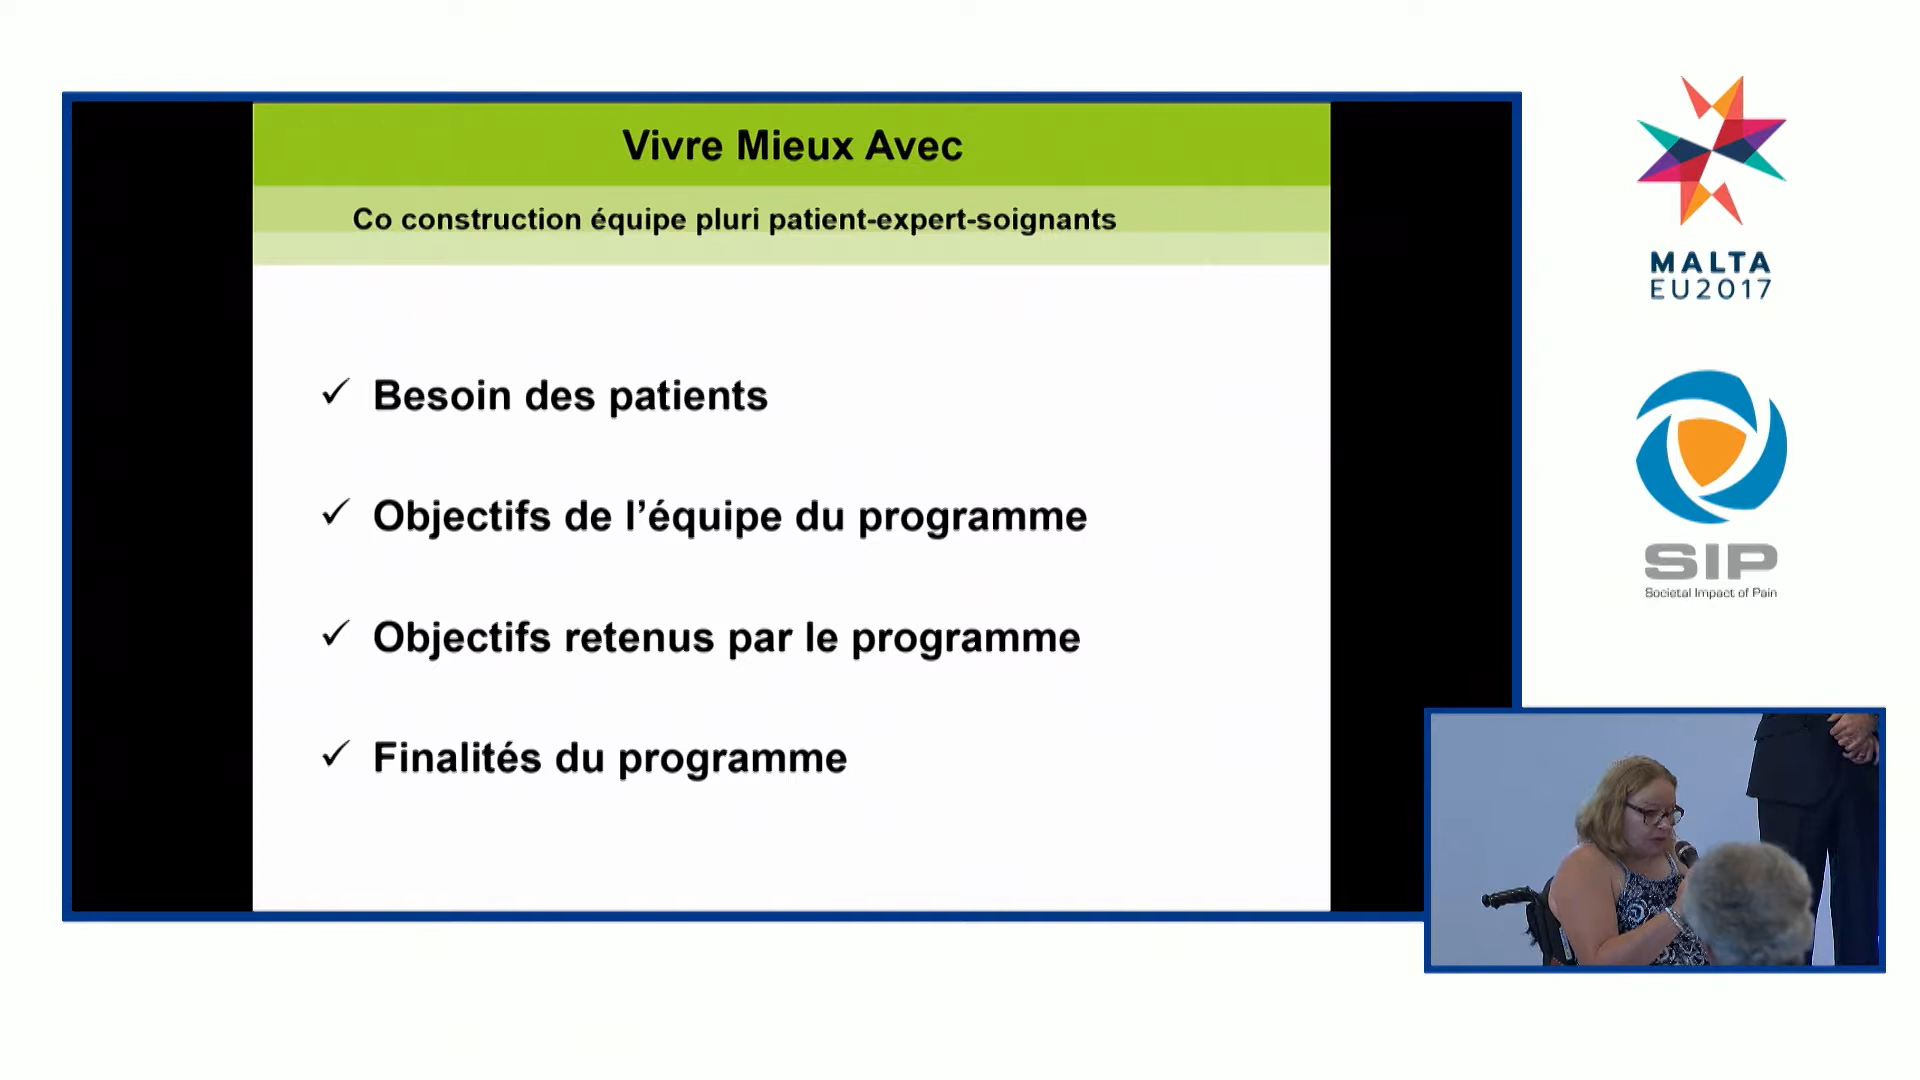 Vivre Mieux Avec
Co construction équipe pluri patient-expert-soignants
✓ Besoin des patients
✓ Objectifs de l’équipe du programme
✓ Objectifs retenus par le programme
✓ Finalités du programme
MALTA
EU2017
SIP
Societal Impact of Pain